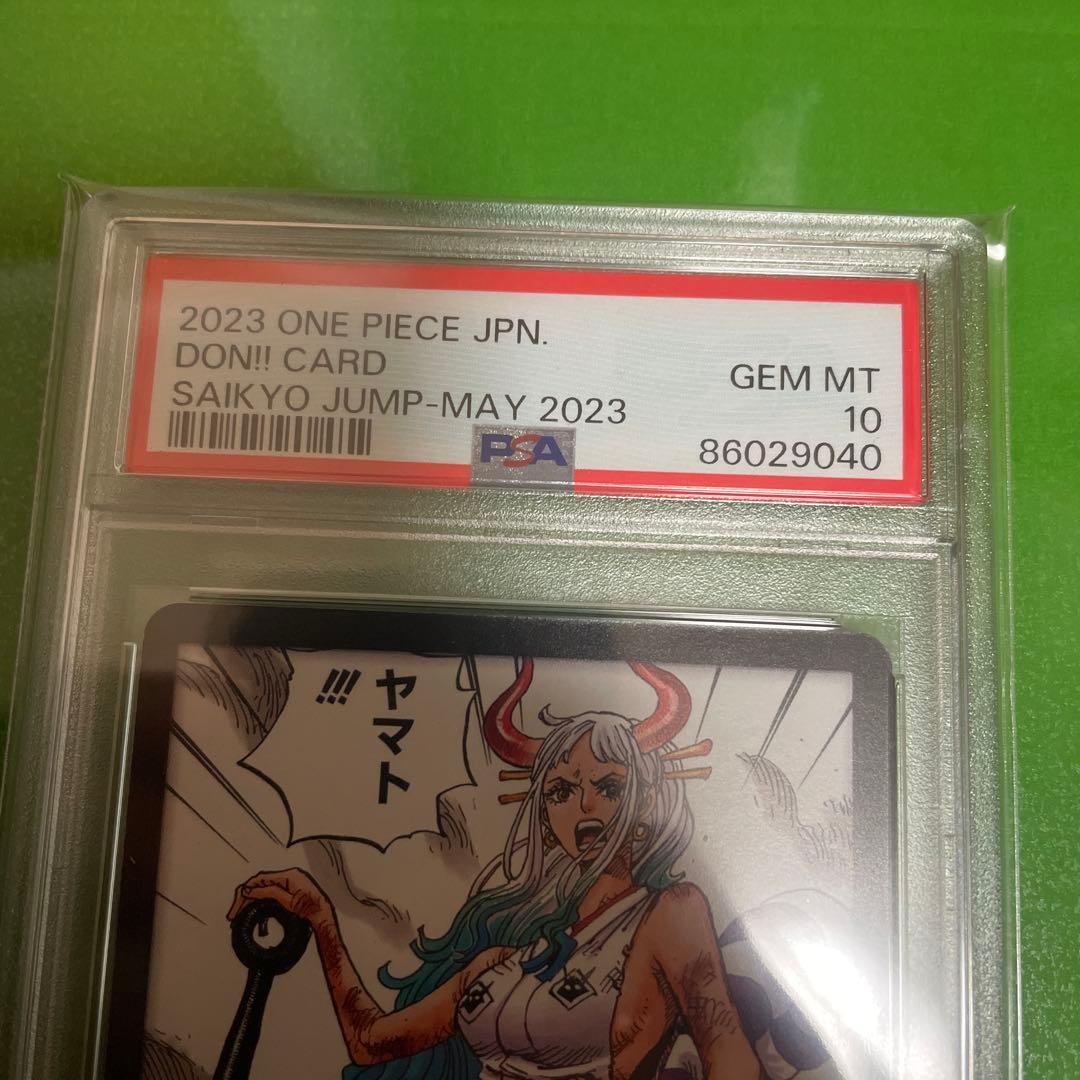 2023 ONE PIECE JPN.
DON!! CARD
SAIKYO JUMP-MAY 2023
GEM MT
10
86029040
PSA
ヤマト
!!!